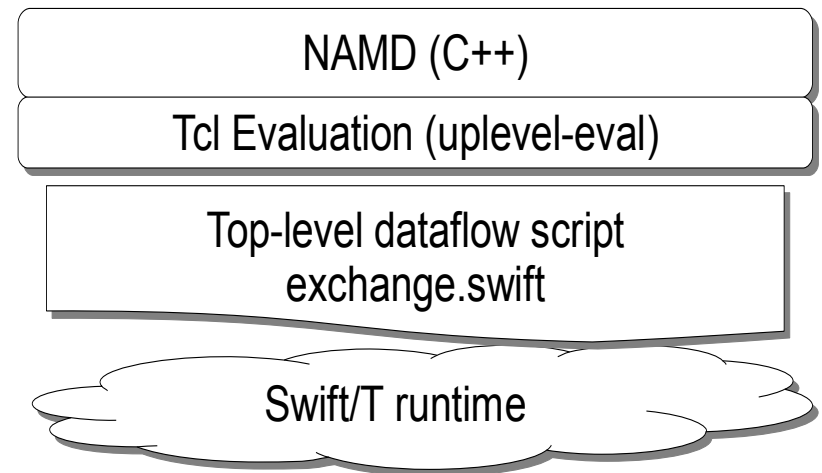 NAMD (C++)
Tcl Evaluation (uplevel-eval)
Top-level dataflow script
exchange.swift
Swift/T runtime